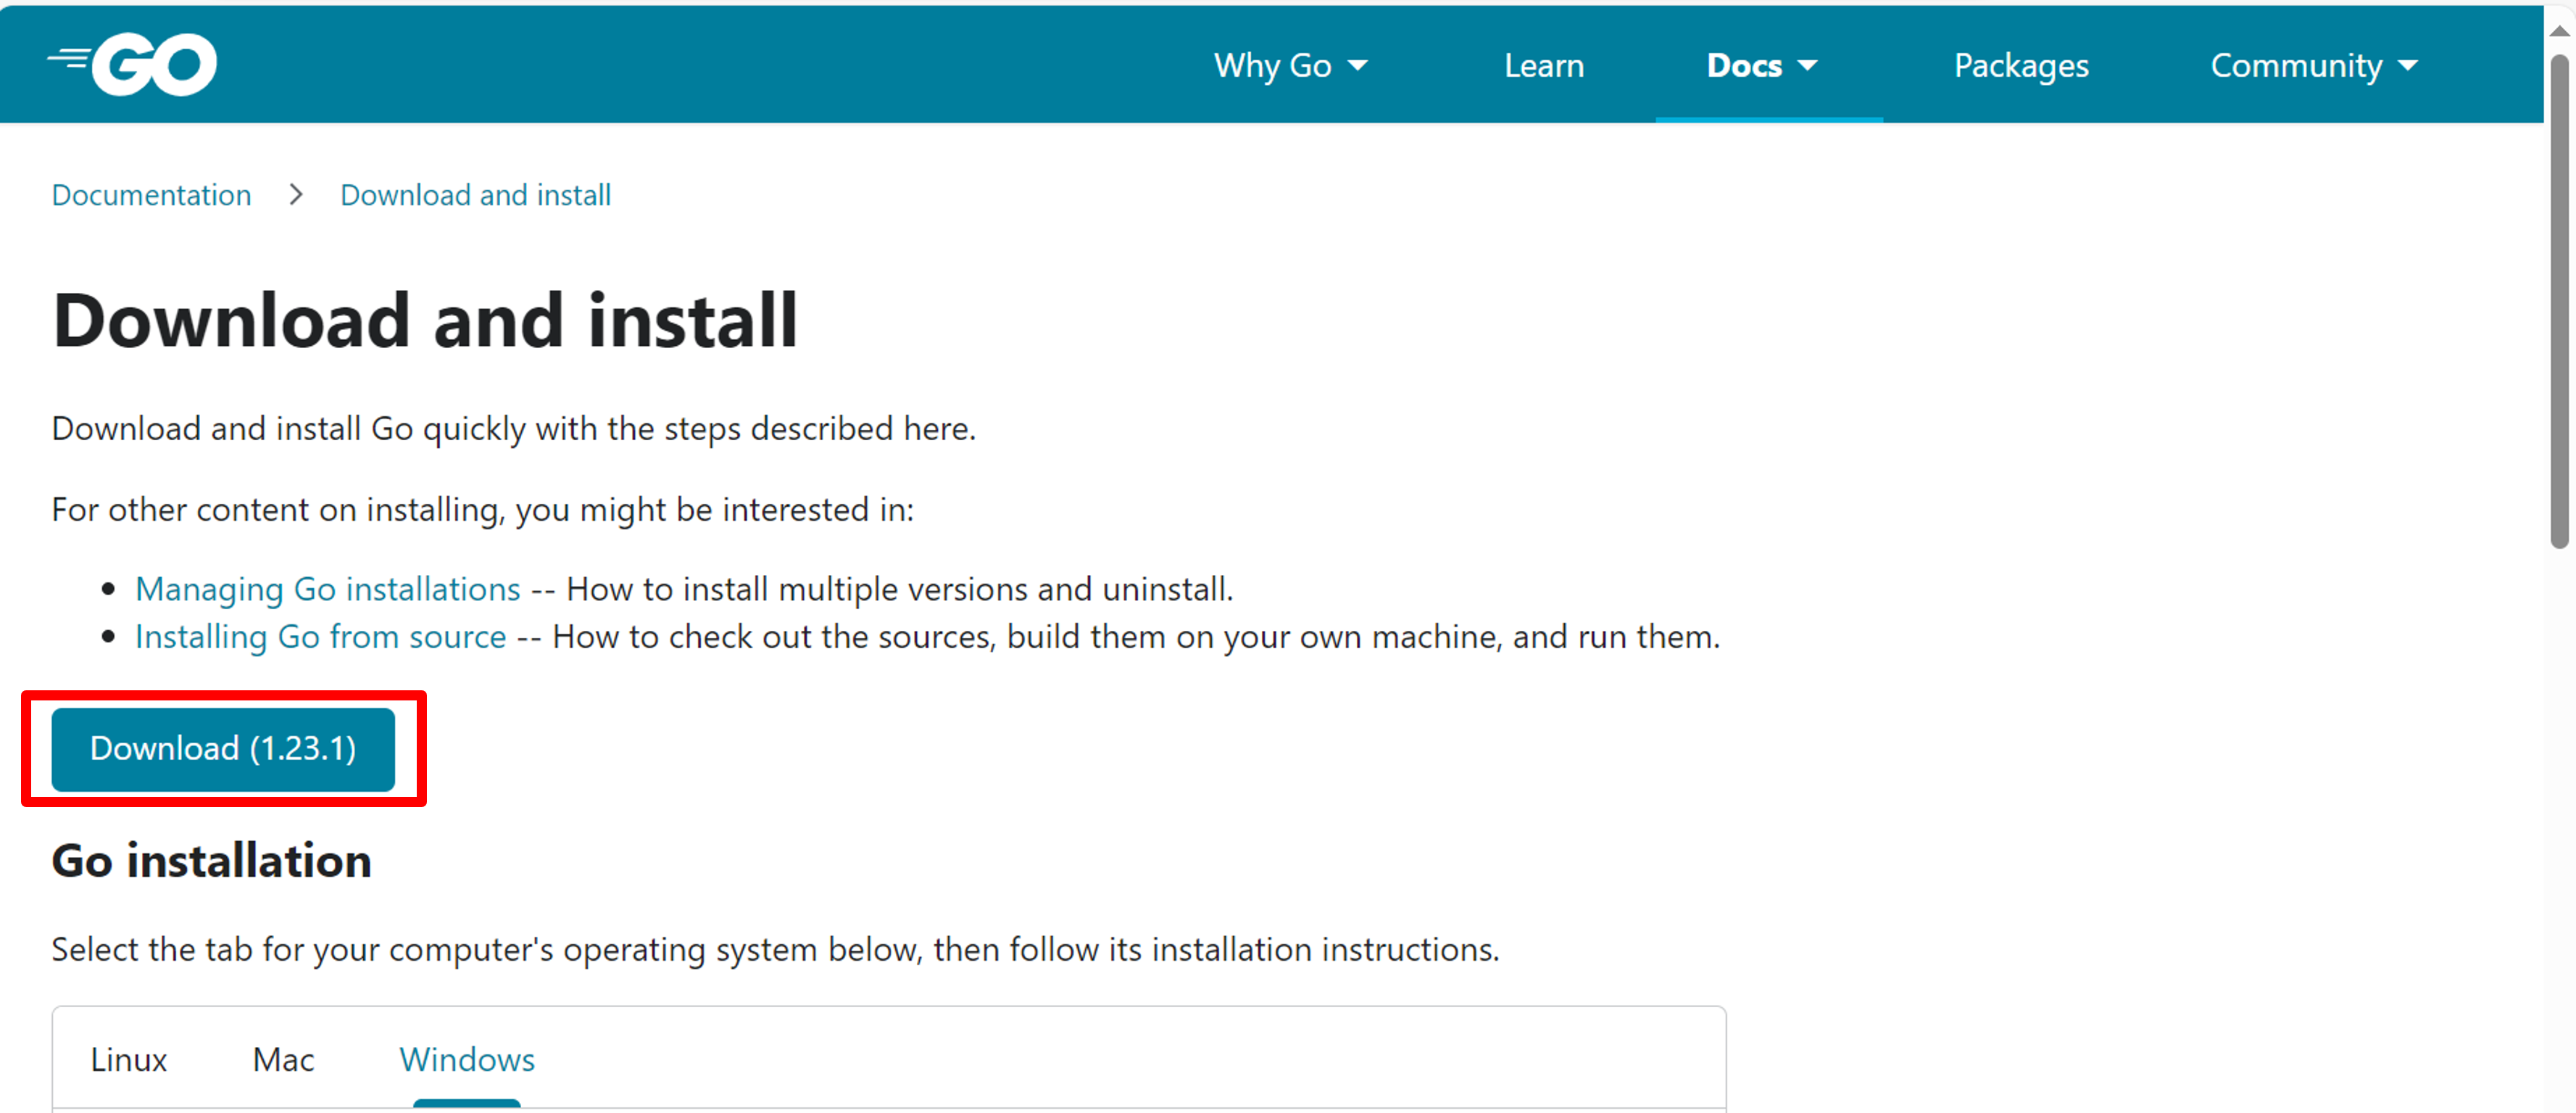 GO
Why Go
Learn
Docs
Packages
Community
Documentation > Download and install
Download and install
Download and install Go quickly with the steps described here.
For other content on installing, you might be interested in:
• Managing Go installations -- How to install multiple versions and uninstall.
• Installing Go from source -- How to check out the sources, build them on your own machine, and run them.
Download (1.23.1)
Go installation
Select the tab for your computer's operating system below, then follow its installation instructions.
Linux
Mac
Windows